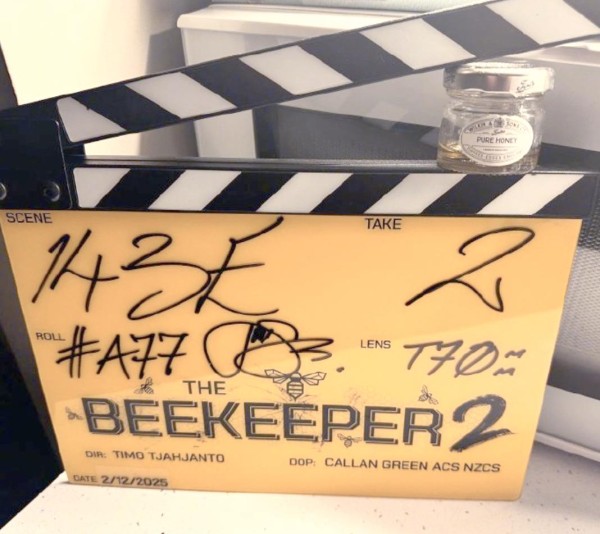 PURE HONEY
SCENE
TAKE
143E
2
ROLL
#A77
LENS
T70mm
THE
BEEKEEPER 2
DIR: TIMO TJAHJANTO
DOP: CALLAN GREEN ACS NZCS
DATE 2/12/2025